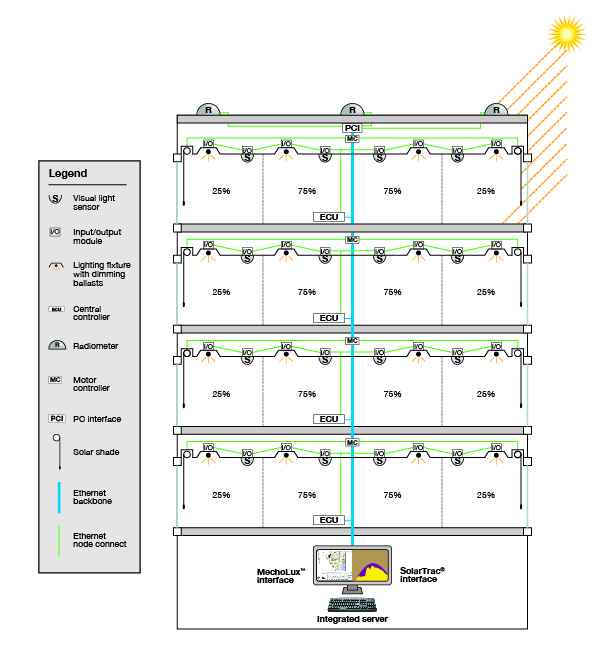 R R R
PCI
MC
I/O I/O I/O I/O I/O I/O I/O I/O
S S S S
25% 75% 75% 25%
ECU
MC
I/O I/O I/O I/O I/O I/O I/O I/O
S S S S
25% 75% 75% 25%
ECU
MC
I/O I/O I/O I/O I/O I/O I/O I/O
S S S S
25% 75% 75% 25%
ECU
MC
I/O I/O I/O I/O I/O I/O I/O I/O
S S S S
25% 75% 75% 25%
ECU
MechoLux™
interface
SolarTrac®
interface
Integrated server
Legend
S Visual light
sensor
I/O Input/output
module
Lighting fixture
with dimming
ballasts
ECU Central
controller
R Radiometer
MC Motor
controller
PCI PO interface
Solar shade
Ethernet
backbone
Ethernet
node connect